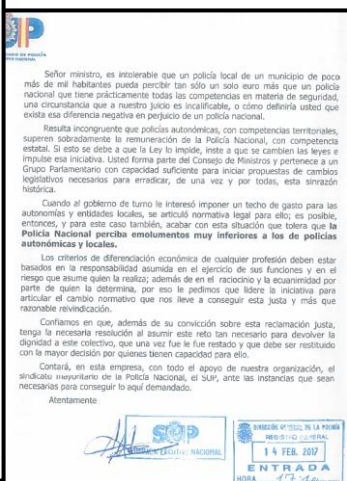 Señor ministro, es intolerable que un policía local de un municipio de poco
más de mil habitantes pueda percibir tan sólo un solo euro más que un policía
nacional que tiene prácticamente todas las competencias en materia de seguridad,
una circunstancia que a nuestro juicio es incalificable, o cómo definiría usted que
exista esa diferencia negativa en perjuicio de un policía nacional.
Resulta incongruente que policías autonómicas, con competencias territoriales,
superen sobradamente la remuneración de la Policía Nacional, con competencia
estatal. Si esto se debe a que la Ley lo impide, inste a que se cambien las leyes e
impulse esa iniciativa. Usted forma parte del Consejo de Ministros y pertenece a un
Grupo Parlamentario con capacidad suficiente para iniciar propuestas de cambios
legislativos necesarios para erradicar, de una vez y por todas, esta sinrazón
histórica.
Cuando al gobierno de turno le interesó imponer un techo de gasto para las
autonomías y entidades locales, se articuló normativa legal para ello; es posible,
entonces, y para este caso también, acabar con esta situación que tolera que la
Policía Nacional perciba emolumentos muy inferiores a los de policías
autonómicas y locales.
Los criterios de diferenciación económica de cualquier profesión deben estar
basados en la responsabilidad asumida en el ejercicio de sus funciones y en el
riesgo que asume quien la realiza; además de en el raciocinio y la ecuanimidad por
parte de quien la determina, por eso le pedimos que lidere la iniciativa para
articular el cambio normativo que nos lleve a conseguir esta justa y más que
razonable reivindicación.
Confiamos en que, además de su convicción sobre esta reclamación justa,
tenga la necesaria resolución al asumir este reto tan necesario para devolver la
dignidad a este colectivo, que una vez fue le fue restado y que debe ser restituido
con la mayor decisión por quienes tienen capacidad para ello.
Contará, en esta empresa, con todo el apoyo de nuestra organización, el
sindicato mayoritario de la Policía Nacional, el SUP, ante las instancias que sean
necesarias para conseguir lo aquí demandado.
Atentamente
SUP
NACIONAL
DIRECCIÓN GENERAL DE LA POLICÍA
REGISTRO GENERAL
14 FEB. 2017
ENTRADA
HORA